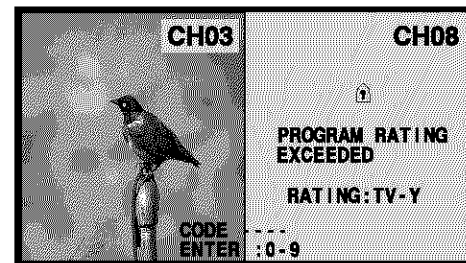 CH03
CH08
PROGRAM RATING
EXCEEDED
RATING:TV-Y
CODE ----
ENTER :0-9